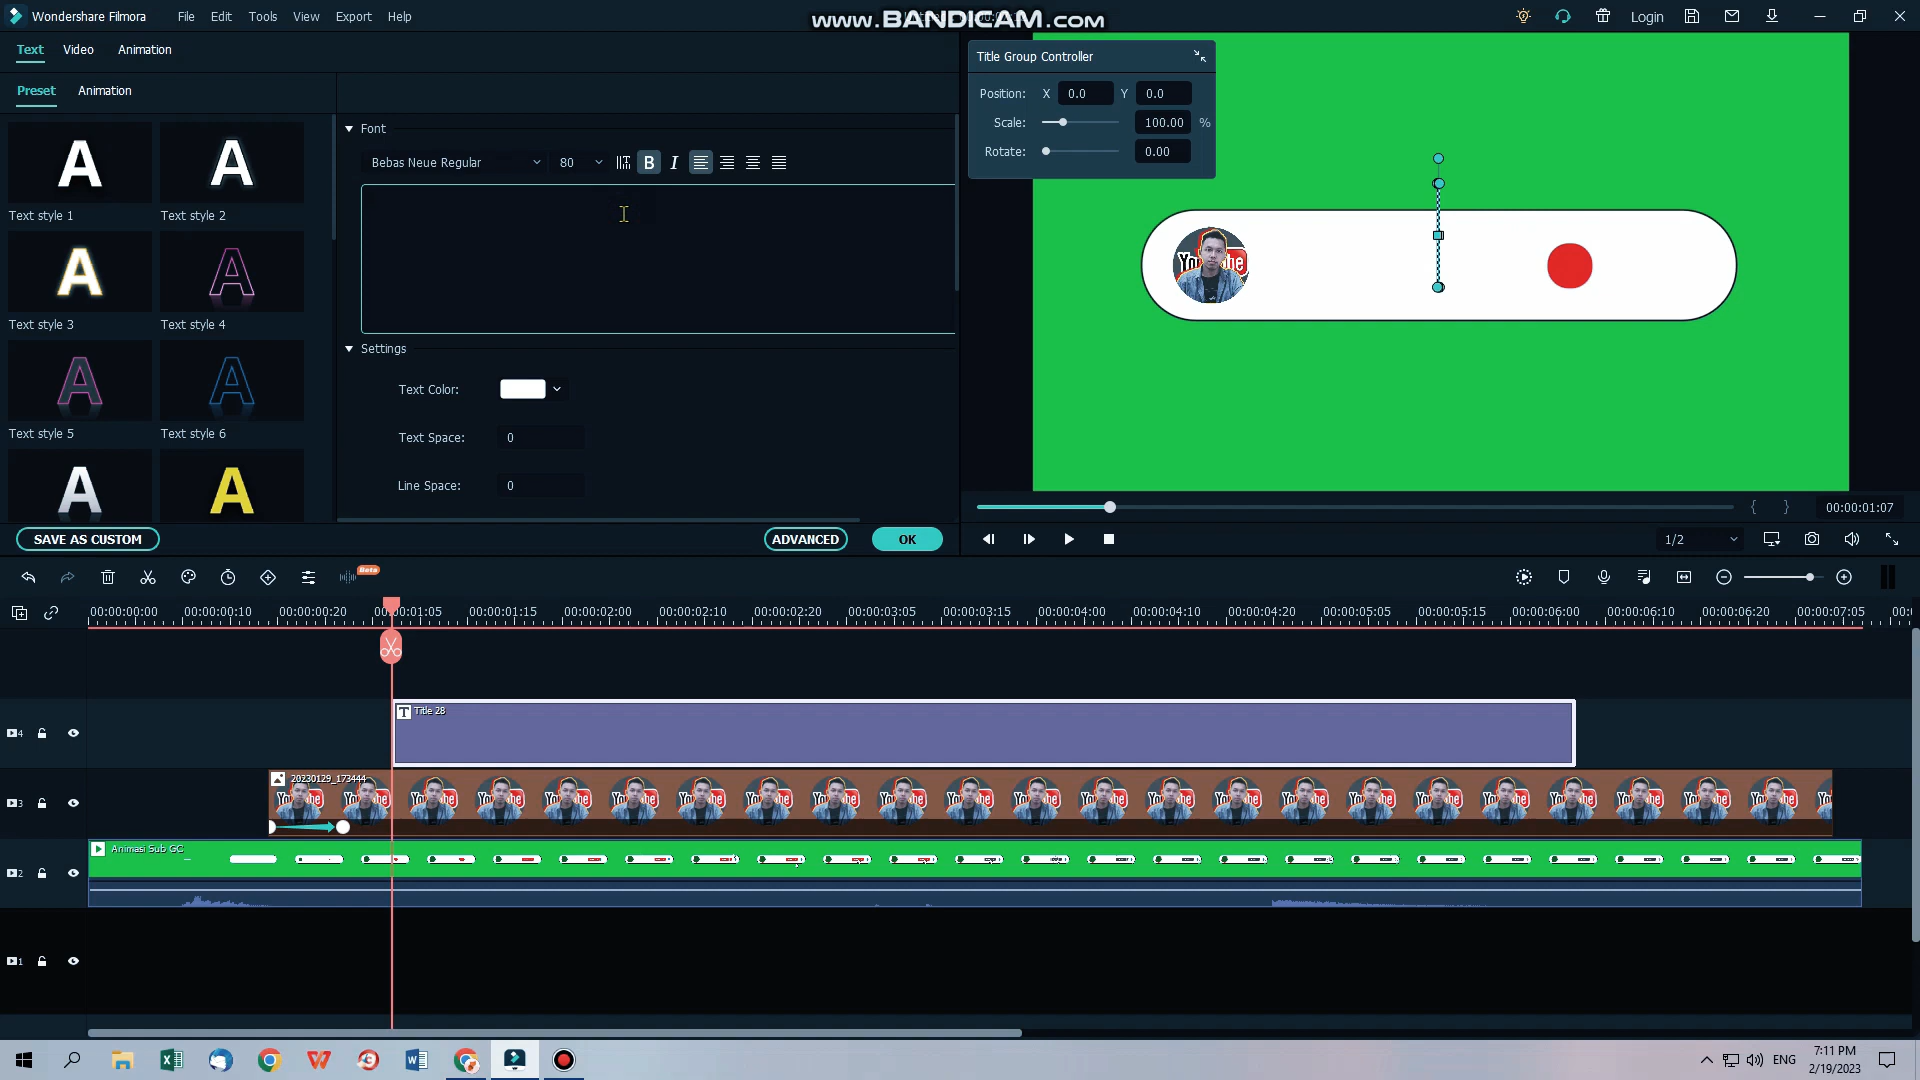 Wondershare Filmora File Edit Tools View Export Help
www.BANDICAM.com
Login
Text Video Animation
Preset Animation
Text style 1
Text style 2
Text style 3
Text style 4
Text style 5
Text style 6
SAVE AS CUSTOM
Font
Bebas Neue Regular 80 B I
Settings
Text Color:
Text Space: 0
Line Space: 0
ADVANCED OK
Title Group Controller
Position: X 0.0 Y 0.0
Scale: 100.00 %
Rotate: 0.00
{ } 00:00:01:07
1/2
Beta
00:00:00:00 00:00:00:10 00:00:00:20 00:00:01:05 00:00:01:15 00:00:02:00 00:00:02:10 00:00:02:20 00:00:03:05 00:00:03:15 00:00:04:00 00:00:04:10 00:00:04:20 00:00:05:05 00:00:05:15 00:00:06:00 00:00:06:10 00:00:06:20 00:00:07:05
4 Title 28
3 20230129_173444
2 Animasi Sub GC
1
ENG 7:11 PM
2/19/2023